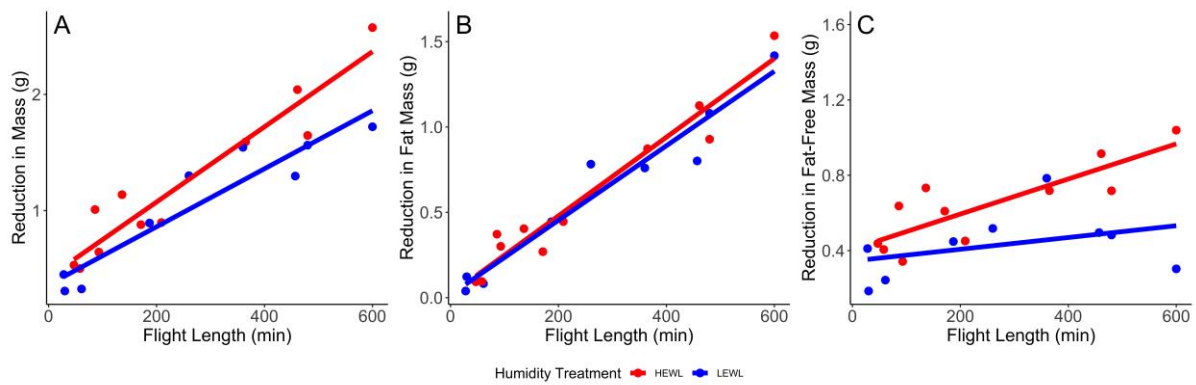 A
Reduction in Mass (g)
2
1
0
200
400
600
Flight Length (min)
B
Reduction in Fat Mass (g)
1.5
1.0
0.5
0.0
0
200
400
600
Flight Length (min)
C
Reduction in Fat-Free Mass (g)
1.6
1.2
0.8
0.4
0
200
400
600
Flight Length (min)
Humidity Treatment HEWL LEWL